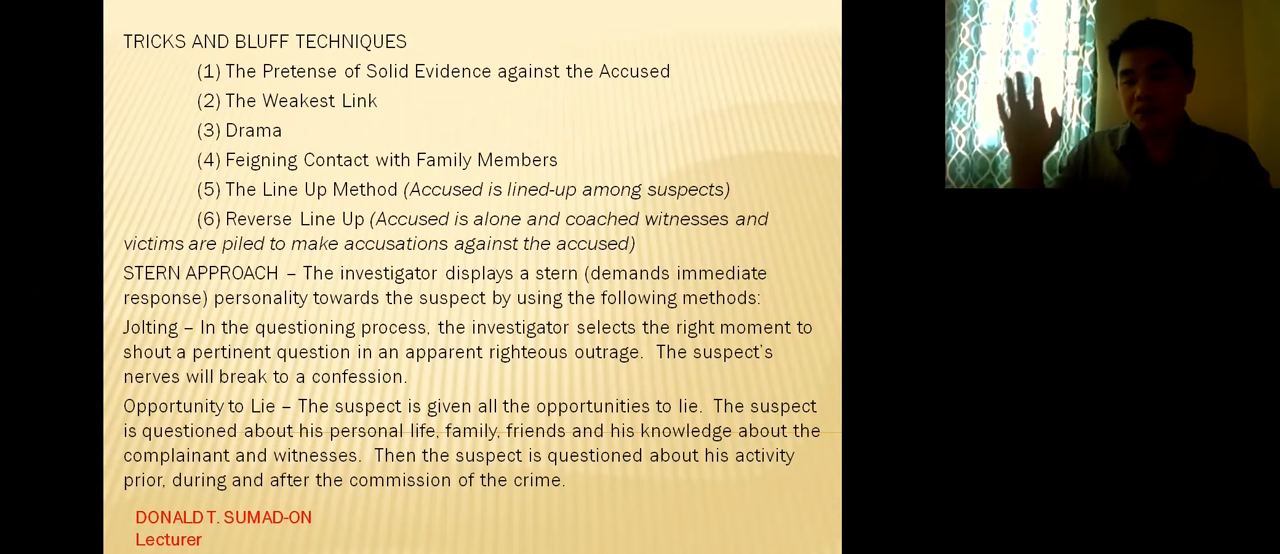 TRICKS AND BLUFF TECHNIQUES
(1) The Pretense of Solid Evidence against the Accused
(2) The Weakest Link
(3) Drama
(4) Feigning Contact with Family Members
(5) The Line Up Method (Accused is lined-up among suspects)
(6) Reverse Line Up (Accused is alone and coached witnesses and
victims are piled to make accusations against the accused)
STERN APPROACH – The investigator displays a stern (demands immediate
response) personality towards the suspect by using the following methods:
Jolting – In the questioning process, the investigator selects the right moment to
shout a pertinent question in an apparent righteous outrage. The suspect's
nerves will break to a confession.
Opportunity to Lie – The suspect is given all the opportunities to lie. The suspect
is questioned about his personal life, family, friends and his knowledge about the
complainant and witnesses. Then the suspect is questioned about his activity
prior, during and after the commission of the crime.
DONALD T. SUMAD-ON
Lecturer